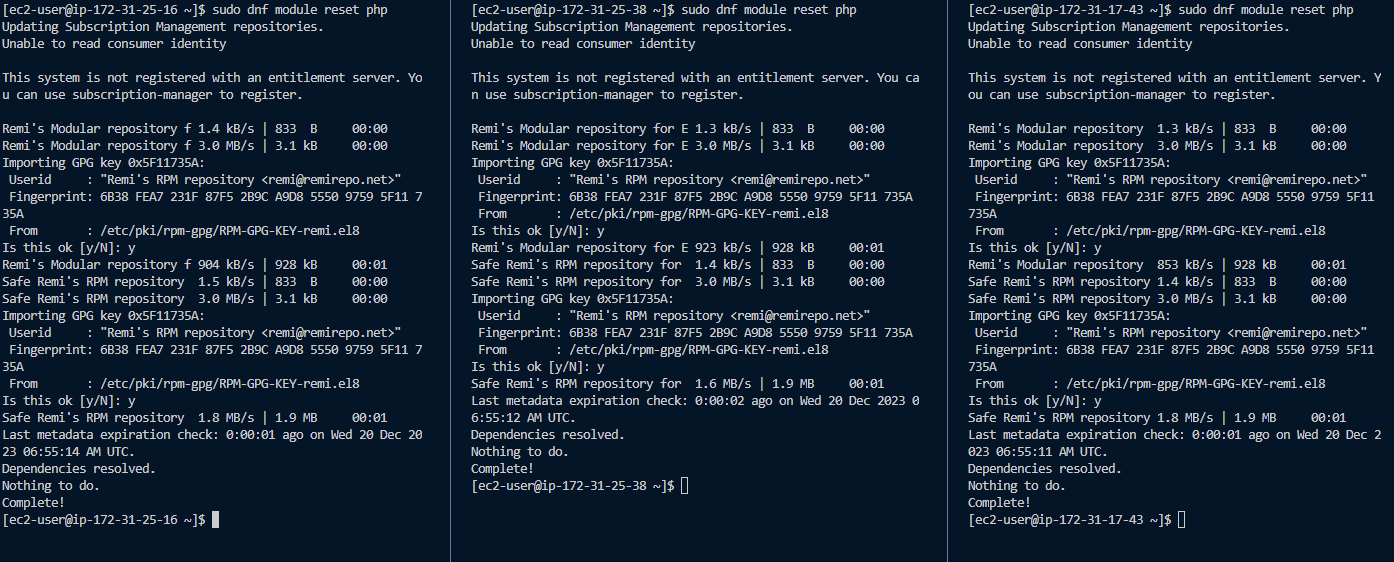 [ec2-user@ip-172-31-25-16 ~]$ sudo dnf module reset php
Updating Subscription Management repositories.
Unable to read consumer identity
This system is not registered with an entitlement server. Yo
u can use subscription-manager to register.
Remi's Modular repository f 1.4 kB/s | 833  B     00:00
Remi's Modular repository f 3.0 MB/s | 3.1 kB     00:00
Importing GPG key 0x5F11735A:
 Userid     : "Remi's RPM repository <remi@remirepo.net>"
 Fingerprint: 6B38 FEA7 231F 87F5 2B9C A9D8 5550 9759 5F11 7
35A
 From       : /etc/pki/rpm-gpg/RPM-GPG-KEY-remi.el8
Is this ok [y/N]: y
Remi's Modular repository f 904 kB/s | 928 kB     00:01
Safe Remi's RPM repository  1.5 kB/s | 833  B     00:00
Safe Remi's RPM repository  3.0 MB/s | 3.1 kB     00:00
Importing GPG key 0x5F11735A:
 Userid     : "Remi's RPM repository <remi@remirepo.net>"
 Fingerprint: 6B38 FEA7 231F 87F5 2B9C A9D8 5550 9759 5F11 7
35A
 From       : /etc/pki/rpm-gpg/RPM-GPG-KEY-remi.el8
Is this ok [y/N]: y
Safe Remi's RPM repository  1.8 MB/s | 1.9 MB     00:01
Last metadata expiration check: 0:00:01 ago on Wed 20 Dec 20
23 06:55:14 AM UTC.
Dependencies resolved.
Nothing to do.
Complete!
[ec2-user@ip-172-31-25-16 ~]$
[ec2-user@ip-172-31-25-38 ~]$ sudo dnf module reset php
Updating Subscription Management repositories.
Unable to read consumer identity
This system is not registered with an entitlement server. You ca
n use subscription-manager to register.
Remi's Modular repository for E 1.3 kB/s | 833  B     00:00
Remi's Modular repository for E 3.0 MB/s | 3.1 kB     00:00
Importing GPG key 0x5F11735A:
 Userid     : "Remi's RPM repository <remi@remirepo.net>"
 Fingerprint: 6B38 FEA7 231F 87F5 2B9C A9D8 5550 9759 5F11 735A
 From       : /etc/pki/rpm-gpg/RPM-GPG-KEY-remi.el8
Is this ok [y/N]: y
Remi's Modular repository for E 923 kB/s | 928 kB     00:01
Safe Remi's RPM repository for  1.4 kB/s | 833  B     00:00
Safe Remi's RPM repository for  3.0 MB/s | 3.1 kB     00:00
Importing GPG key 0x5F11735A:
 Userid     : "Remi's RPM repository <remi@remirepo.net>"
 Fingerprint: 6B38 FEA7 231F 87F5 2B9C A9D8 5550 9759 5F11 735A
 From       : /etc/pki/rpm-gpg/RPM-GPG-KEY-remi.el8
Is this ok [y/N]: y
Safe Remi's RPM repository for  1.6 MB/s | 1.9 MB     00:01
Last metadata expiration check: 0:00:02 ago on Wed 20 Dec 2023 0
6:55:12 AM UTC.
Dependencies resolved.
Nothing to do.
Complete!
[ec2-user@ip-172-31-25-38 ~]$
[ec2-user@ip-172-31-17-43 ~]$ sudo dnf module reset php
Updating Subscription Management repositories.
Unable to read consumer identity
This system is not registered with an entitlement server. Y
ou can use subscription-manager to register.
Remi's Modular repository  1.3 kB/s | 833  B     00:00
Remi's Modular repository  3.0 MB/s | 3.1 kB     00:00
Importing GPG key 0x5F11735A:
 Userid     : "Remi's RPM repository <remi@remirepo.net>"
 Fingerprint: 6B38 FEA7 231F 87F5 2B9C A9D8 5550 9759 5F11
735A
 From       : /etc/pki/rpm-gpg/RPM-GPG-KEY-remi.el8
Is this ok [y/N]: y
Remi's Modular repository  853 kB/s | 928 kB     00:01
Safe Remi's RPM repository 1.4 kB/s | 833  B     00:00
Safe Remi's RPM repository 3.0 MB/s | 3.1 kB     00:00
Importing GPG key 0x5F11735A:
 Userid     : "Remi's RPM repository <remi@remirepo.net>"
 Fingerprint: 6B38 FEA7 231F 87F5 2B9C A9D8 5550 9759 5F11
735A
 From       : /etc/pki/rpm-gpg/RPM-GPG-KEY-remi.el8
Is this ok [y/N]: y
Safe Remi's RPM repository 1.8 MB/s | 1.9 MB     00:01
Last metadata expiration check: 0:00:01 ago on Wed 20 Dec 2
023 06:55:11 AM UTC.
Dependencies resolved.
Nothing to do.
Complete!
[ec2-user@ip-172-31-17-43 ~]$